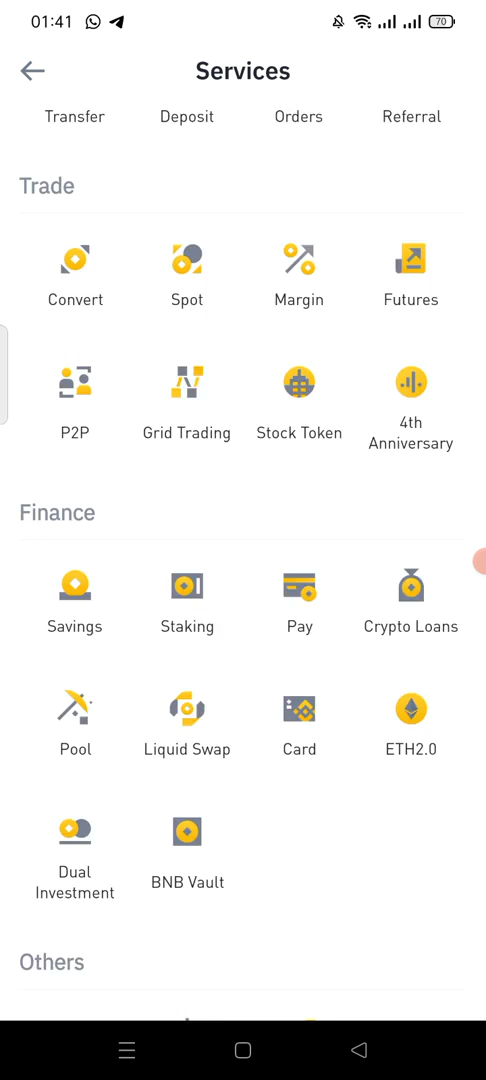 01:41
70
Services
Transfer
Deposit
Orders
Referral
Trade
Convert
Spot
Margin
Futures
P2P
Grid Trading
Stock Token
4th
Anniversary
Finance
Savings
Staking
Pay
Crypto Loans
Pool
Liquid Swap
Card
ETH2.0
Dual
Investment
BNB Vault
Others